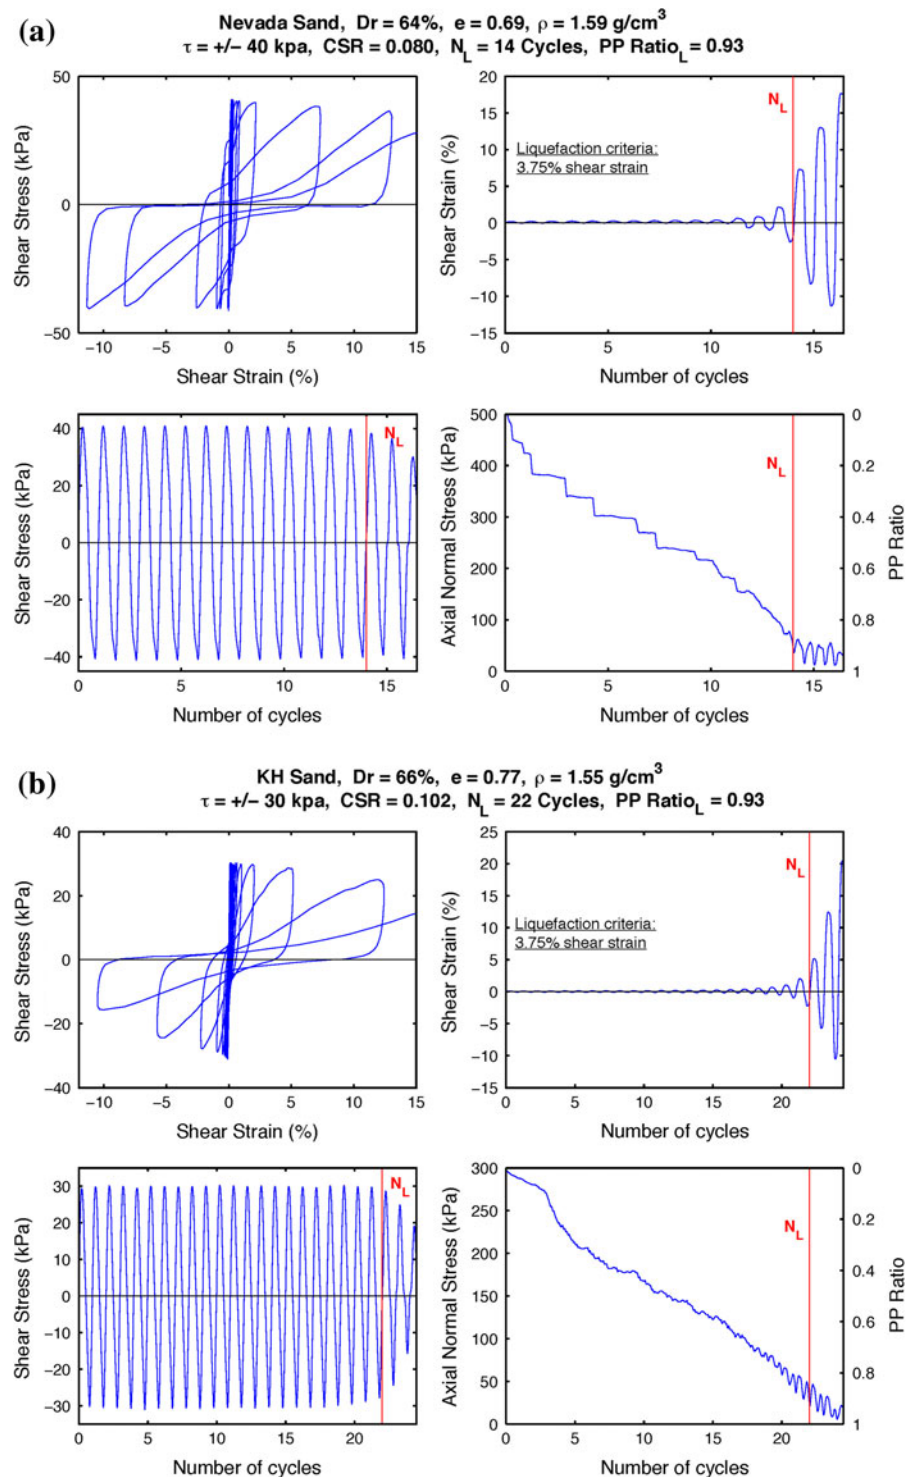 (a)
Nevada Sand, Dr = 64%, e = 0.69, ρ = 1.59 g/cm³
τ = +/− 40 kpa, CSR = 0.080, N_L = 14 Cycles, PP Ratio_L = 0.93
50
0
−50
Shear Stress (kPa)
−10 −5 0 5 10 15
Shear Strain (%)
20
15
10
5
0
−5
−10
−15
Shear Strain (%)
N_L
Liquefaction criteria:
3.75% shear strain
0 5 10 15
Number of cycles
40
20
0
−20
−40
Shear Stress (kPa)
N_L
0 5 10 15
Number of cycles
500
400
300
200
100
0
Axial Normal Stress (kPa)
N_L
0
0.2
0.4
0.6
0.8
1
PP Ratio
0 5 10 15
Number of cycles
(b)
KH Sand, Dr = 66%, e = 0.77, ρ = 1.55 g/cm³
τ = +/− 30 kpa, CSR = 0.102, N_L = 22 Cycles, PP Ratio_L = 0.93
40
20
0
−20
−40
Shear Stress (kPa)
−10 −5 0 5 10 15
Shear Strain (%)
25
20
15
10
5
0
−5
−10
−15
Shear Strain (%)
N_L
Liquefaction criteria:
3.75% shear strain
0 5 10 15 20
Number of cycles
30
20
10
0
−10
−20
−30
Shear Stress (kPa)
N_L
0 5 10 15 20
Number of cycles
300
250
200
150
100
50
0
Axial Normal Stress (kPa)
N_L
0
0.2
0.4
0.6
0.8
1
PP Ratio
0 5 10 15 20
Number of cycles